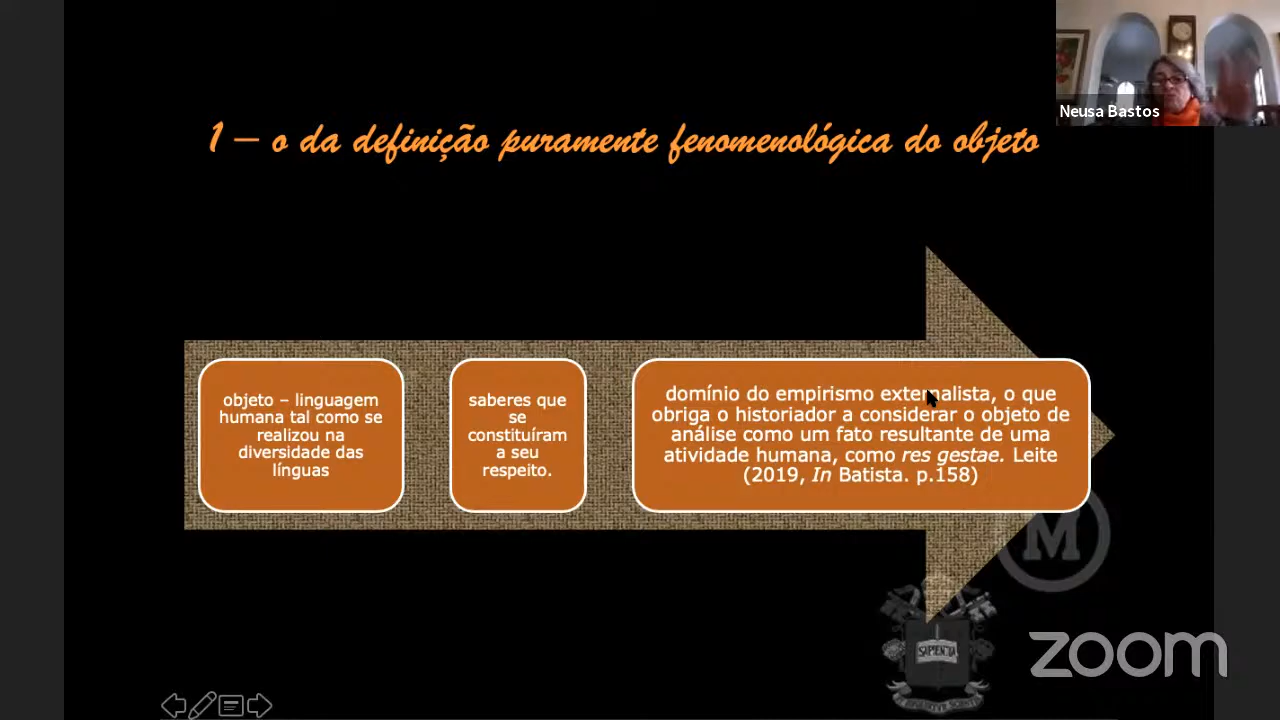 Neusa Bastos
1 – o da definição puramente fenomenológica do objeto
objeto – linguagem
humana tal como se
realizou na
diversidade das
línguas
saberes que
se
constituíram
a seu
respeito.
domínio do empirismo externalista, o que
obriga o historiador a considerar o objeto de
análise como um fato resultante de uma
atividade humana, como res gestae. Leite
(2019, In Batista. p.158)
M
SAPIENTIA
zoom